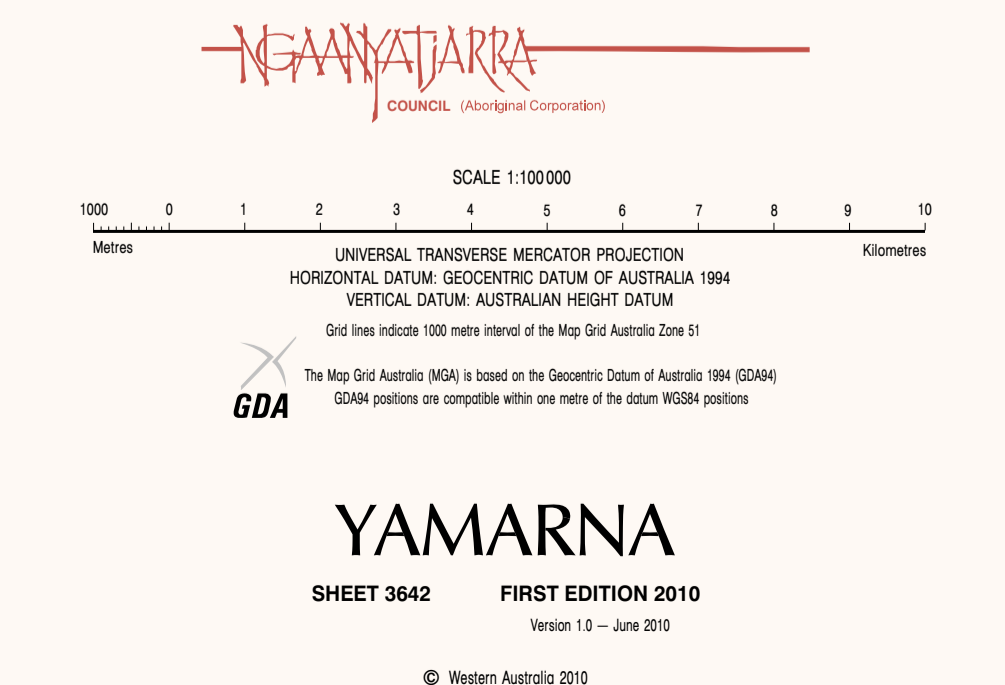 NGAANYATJARRA
COUNCIL (Aboriginal Corporation)
SCALE 1:100 000
1000 0 1 2 3 4 5 6 7 8 9 10
Metres Kilometres
UNIVERSAL TRANSVERSE MERCATOR PROJECTION
HORIZONTAL DATUM: GEOCENTRIC DATUM OF AUSTRALIA 1994
VERTICAL DATUM: AUSTRALIAN HEIGHT DATUM
Grid lines indicate 1000 metre interval of the Map Grid Australia Zone 51
GDA
The Map Grid Australia (MGA) is based on the Geocentric Datum of Australia 1994 (GDA94)
GDA94 positions are compatible within one metre of the datum WGS84 positions
YAMARNA
SHEET 3642 FIRST EDITION 2010
Version 1.0 — June 2010
© Western Australia 2010